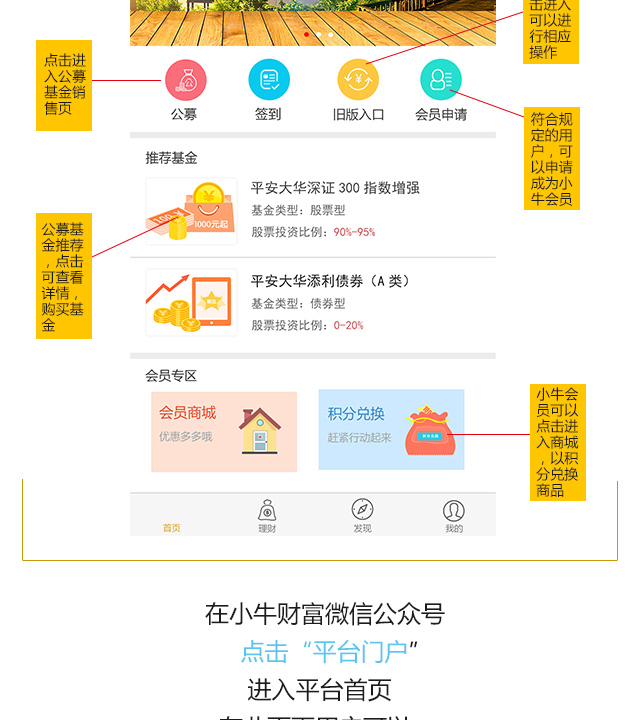 击进入
可以进
行相应
操作
点击进
入公募
基金销
售页
公募
签到
旧版入口
会员申请
符合规
定的用
户，可
以申请
成为小
牛会员
推荐基金
100
1000元起
平安大华深证 300 指数增强
基金类型：股票型
股票投资比例：90%-95%
公募基
金推荐
，点击
可查看
详情，
购买基
金
平安大华添利债券（A 类）
基金类型：债券型
股票投资比例：0-20%
会员专区
会员商城
优惠多多哦
积分兑换
赶紧行动起来
小牛会
员可以
点击进
入商城
，以积
分兑换
商品
首页
理财
发现
我的
在小牛财富微信公众号
点击“平台门户”
进入平台首页